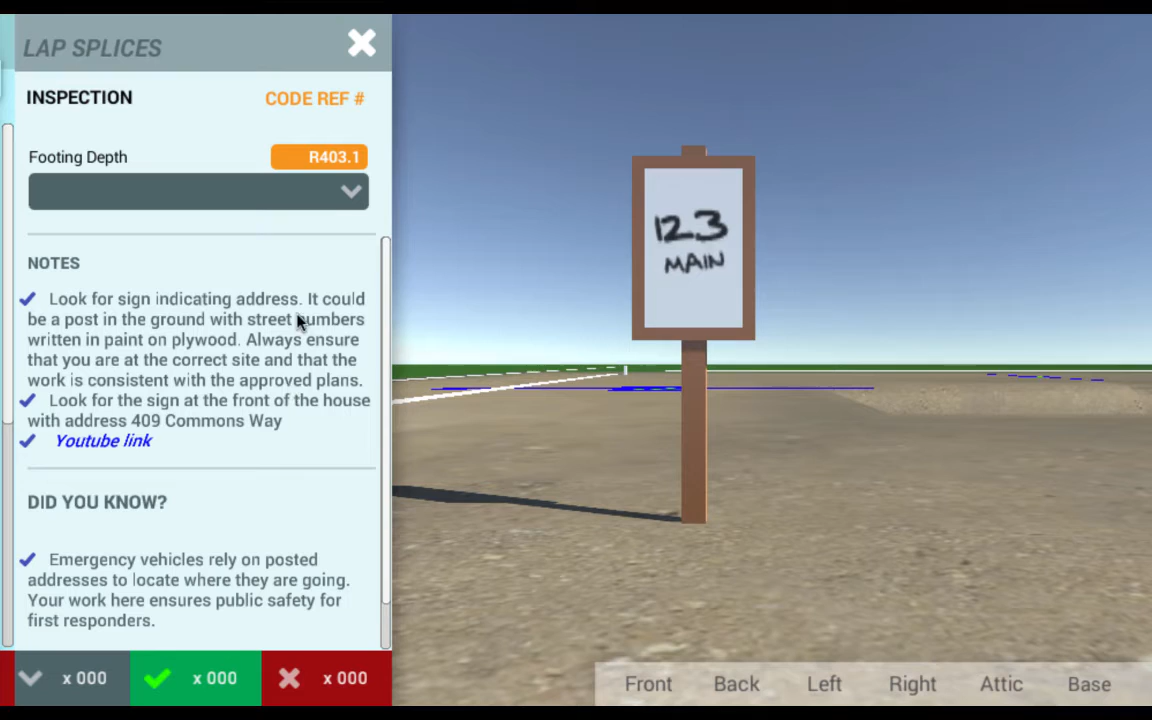 LAP SPLICES
INSPECTION CODE REF #
Footing Depth R403.1
NOTES
Look for sign indicating address. It could
be a post in the ground with street numbers
written in paint on plywood. Always ensure
that you are at the correct site and that the
work is consistent with the approved plans.
Look for the sign at the front of the house
with address 409 Commons Way
Youtube link
DID YOU KNOW?
Emergency vehicles rely on posted
addresses to locate where they are going.
Your work here ensures public safety for
first responders.
x 000 x 000 x 000
123
MAIN
Front Back Left Right Attic Base